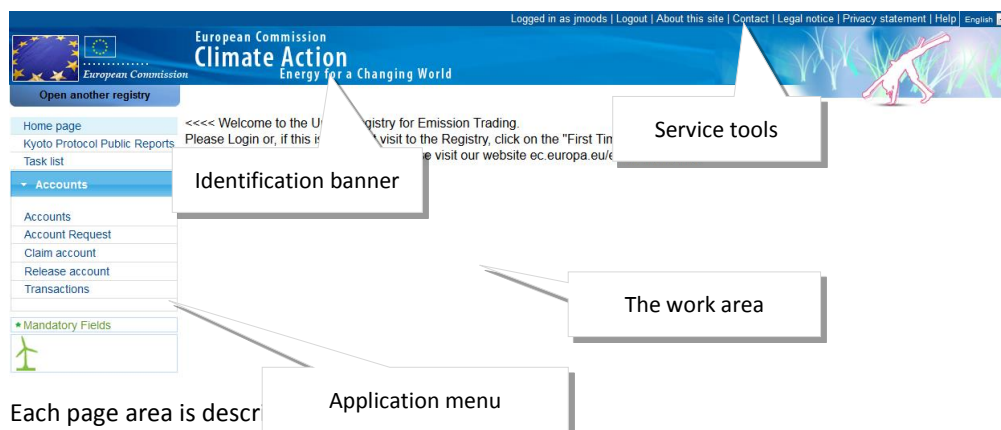 Logged in as jmoods | Logout | About this site | Contact | Legal notice | Privacy statement | Help English
European Commission
Climate Action
Energy for a Changing World
European Commission
Open another registry
Home page
Kyoto Protocol Public Reports
Task list
Accounts
Accounts
Account Request
Claim account
Release account
Transactions
Mandatory Fields
<<<< Welcome to the U gistry for Emission Trading.
Please Login or, if this is visit to the Registry, click on the "First Tim
visit our website ec.europa.eu/e
Identification banner
Service tools
The work area
Application menu
Each page area is descri